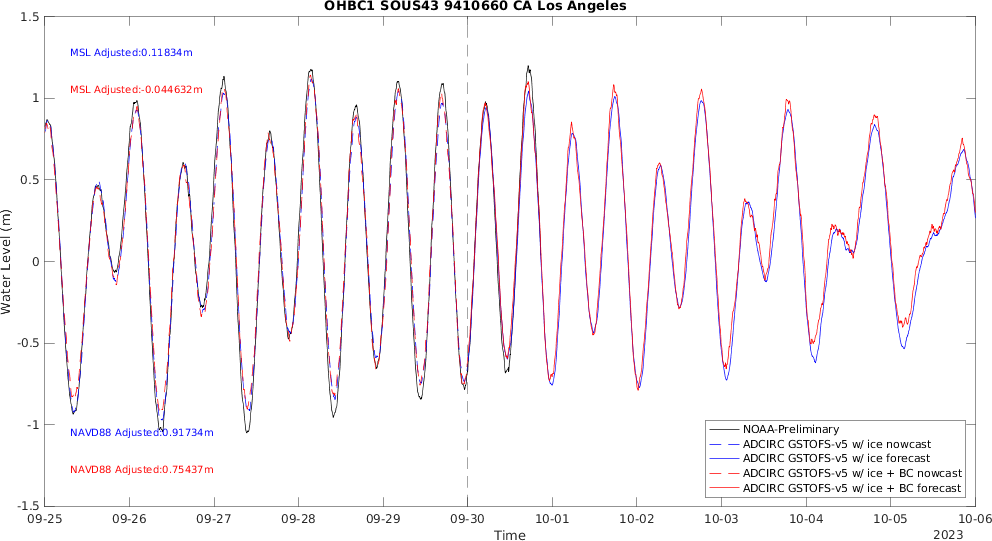 OHBC1 SOUS43 9410660 CA Los Angeles
1.5
1
0.5
0
-0.5
-1
-1.5
Water Level (m)
MSL Adjusted:0.11834m
MSL Adjusted:-0.044632m
NAVD88 Adjusted:0.91734m
NAVD88 Adjusted:0.75437m
NOAA-Preliminary
ADCIRC GSTOFS-v5 w/ ice nowcast
ADCIRC GSTOFS-v5 w/ ice forecast
ADCIRC GSTOFS-v5 w/ ice + BC nowcast
ADCIRC GSTOFS-v5 w/ ice + BC forecast
09-25 09-26 09-27 09-28 09-29 09-30 10-01 10-02 10-03 10-04 10-05 10-06
Time
2023